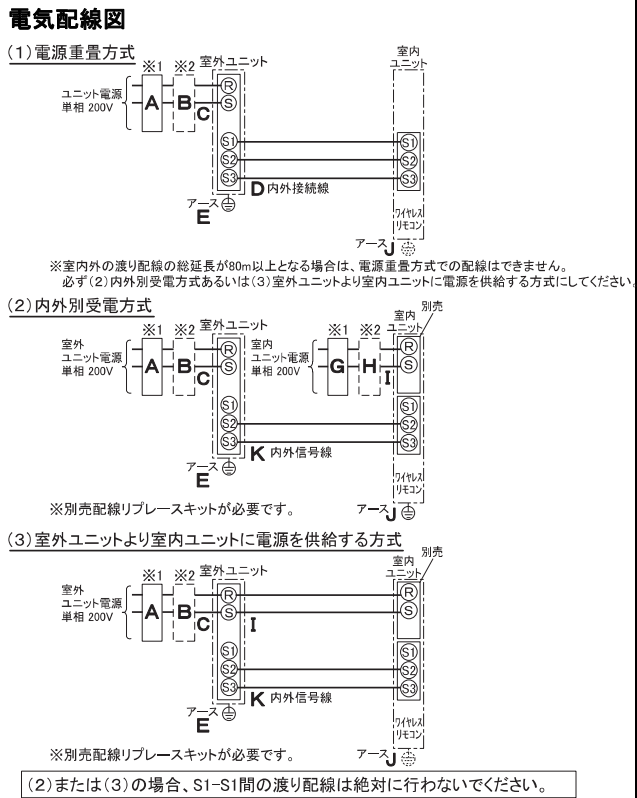 電気配線図
(1)電源重畳方式
※1 ※2 室外ユニット
室内
ユニット
ユニット電源
単相 200V
A B C
R
S
S1 S1
S2 S2
S3 S3
D 内外接続線
アース
E
ワイヤレス
リモコン
アース J
※室内外の渡り配線の総延長が80m以上となる場合は、電源重畳方式での配線はできません。
必ず(2)内外別受電方式あるいは(3)室外ユニットより室内ユニットに電源を供給する方式にしてください。
(2)内外別受電方式
※1 ※2 室外ユニット
※1 ※2
室内
ユニット
別売
室外
ユニット電源
単相 200V
A B C
R
S
室内
ユニット電源
単相 200V
G H I
R
S
S1 S1
S2 S2
S3 S3
K 内外信号線
アース
E
ワイヤレス
リモコン
※別売配線リプレースキットが必要です。
アース J
(3)室外ユニットより室内ユニットに電源を供給する方式
※1 ※2 室外ユニット
室内
ユニット
別売
室外
ユニット電源
単相 200V
A B C
R R
S S
I
S1 S1
S2 S2
S3 S3
K 内外信号線
アース
E
ワイヤレス
リモコン
※別売配線リプレースキットが必要です。
アース J
(2)または(3)の場合、S1-S1間の渡り配線は絶対に行わないでください。